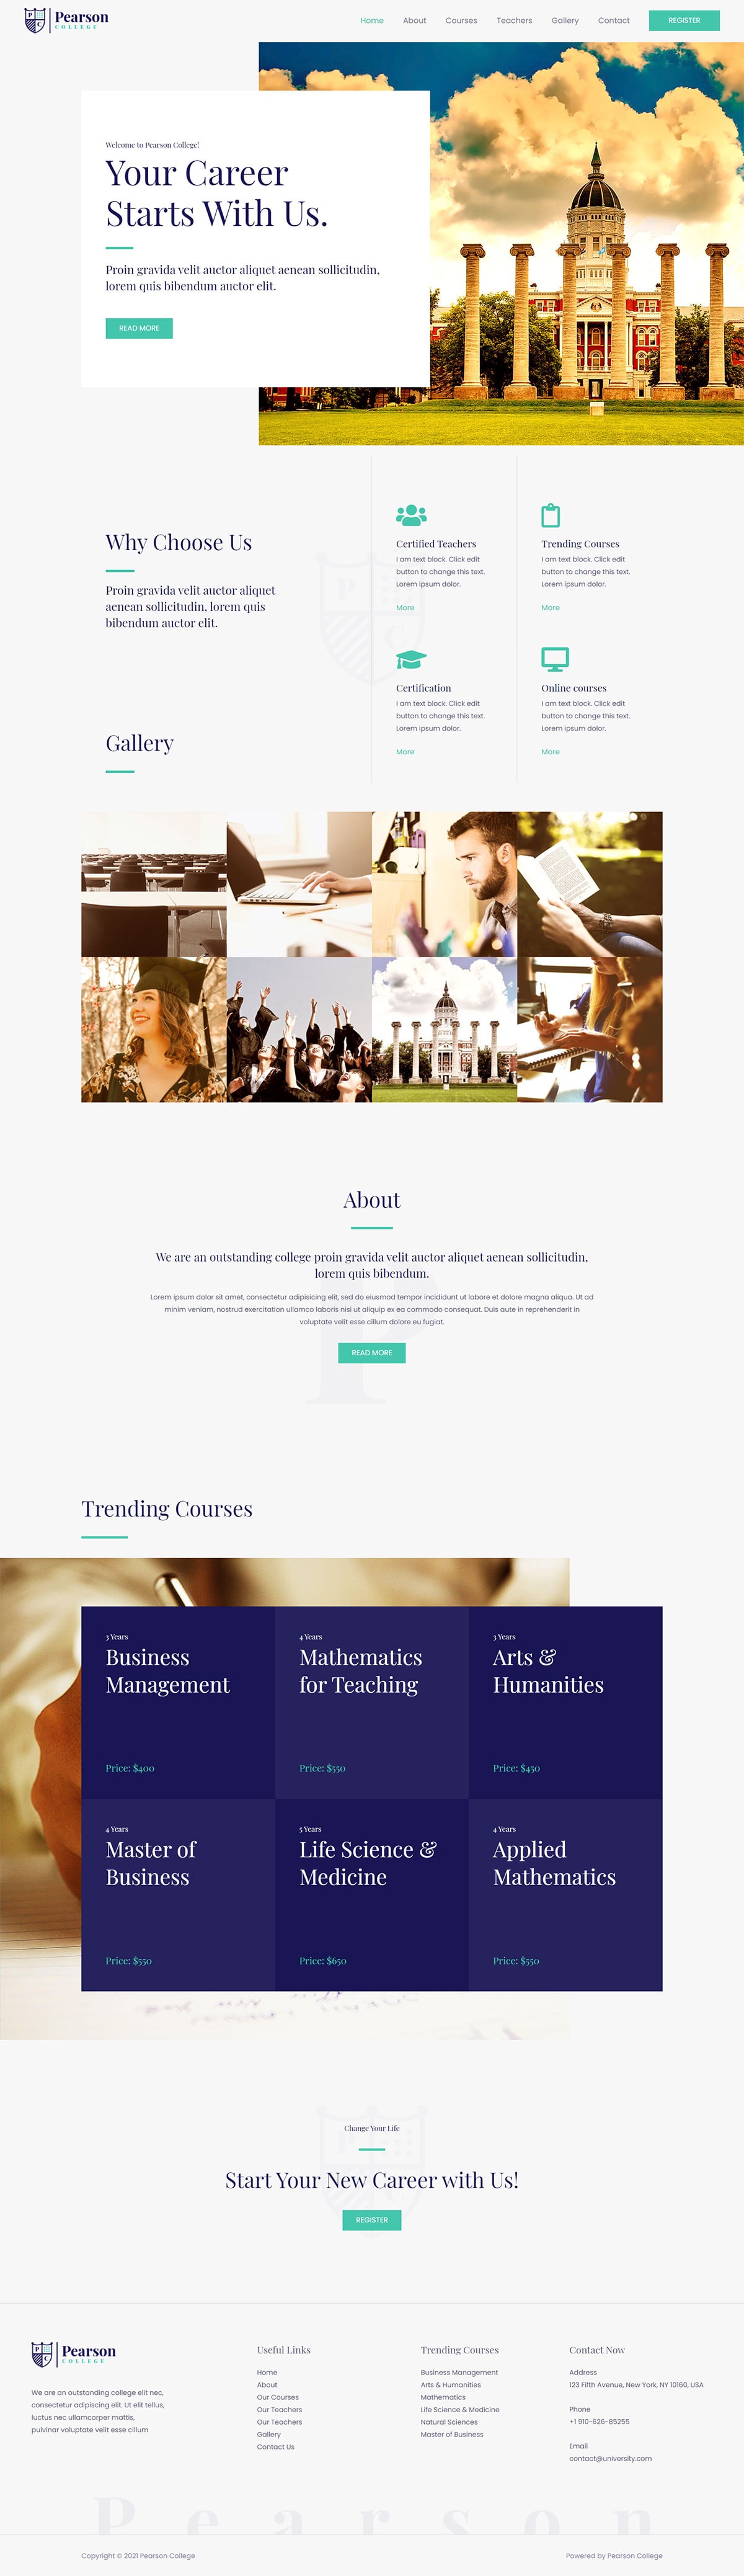 P C
Pearson
COLLEGE
Home About Courses Teachers Gallery Contact REGISTER
Welcome to Pearson College!
Your Career
Starts With Us.
Proin gravida velit auctor aliquet aenean sollicitudin,
lorem quis bibendum auctor elit.
READ MORE
Why Choose Us
Proin gravida velit auctor aliquet
aenean sollicitudin, lorem quis
bibendum auctor elit.
P C
Certified Teachers
I am text block. Click edit
button to change this text.
Lorem ipsum dolor.
More
Trending Courses
I am text block. Click edit
button to change this text.
Lorem ipsum dolor.
More
Certification
I am text block. Click edit
button to change this text.
Lorem ipsum dolor.
More
Online courses
I am text block. Click edit
button to change this text.
Lorem ipsum dolor.
More
Gallery
About
We are an outstanding college proin gravida velit auctor aliquet aenean sollicitudin,
lorem quis bibendum.
Lorem ipsum dolor sit amet, consectetur adipisicing elit, sed do eiusmod tempor incididunt ut labore et dolore magna aliqua. Ut ad
minim veniam, nostrud exercitation ullamco laboris nisi ut aliquip ex ea commodo consequat. Duis aute in reprehenderit in
voluptate velit esse cillum dolore eu fugiat.
READ MORE
P
Trending Courses
3 Years
Business
Management
Price: $400
4 Years
Mathematics
for Teaching
Price: $550
3 Years
Arts &
Humanities
Price: $450
4 Years
Master of
Business
Price: $550
5 Years
Life Science &
Medicine
Price: $650
4 Years
Applied
Mathematics
Price: $550
P C
Change Your Life
Start Your New Career with Us!
REGISTER
P C
Pearson
COLLEGE
We are an outstanding college elit nec,
consectetur adipiscing elit. Ut elit tellus,
luctus nec ullamcorper mattis,
pulvinar voluptate velit esse cillum
Useful Links
Home
About
Our Courses
Our Teachers
Our Teachers
Gallery
Contact Us
Trending Courses
Business Management
Arts & Humanities
Mathematics
Life Science & Medicine
Natural Sciences
Master of Business
Contact Now
Address
123 Fifth Avenue, New York, NY 10160, USA
Phone
+1 910-626-85255
Email
contact@university.com
Pearson
Copyright © 2021 Pearson College
Powered by Pearson College